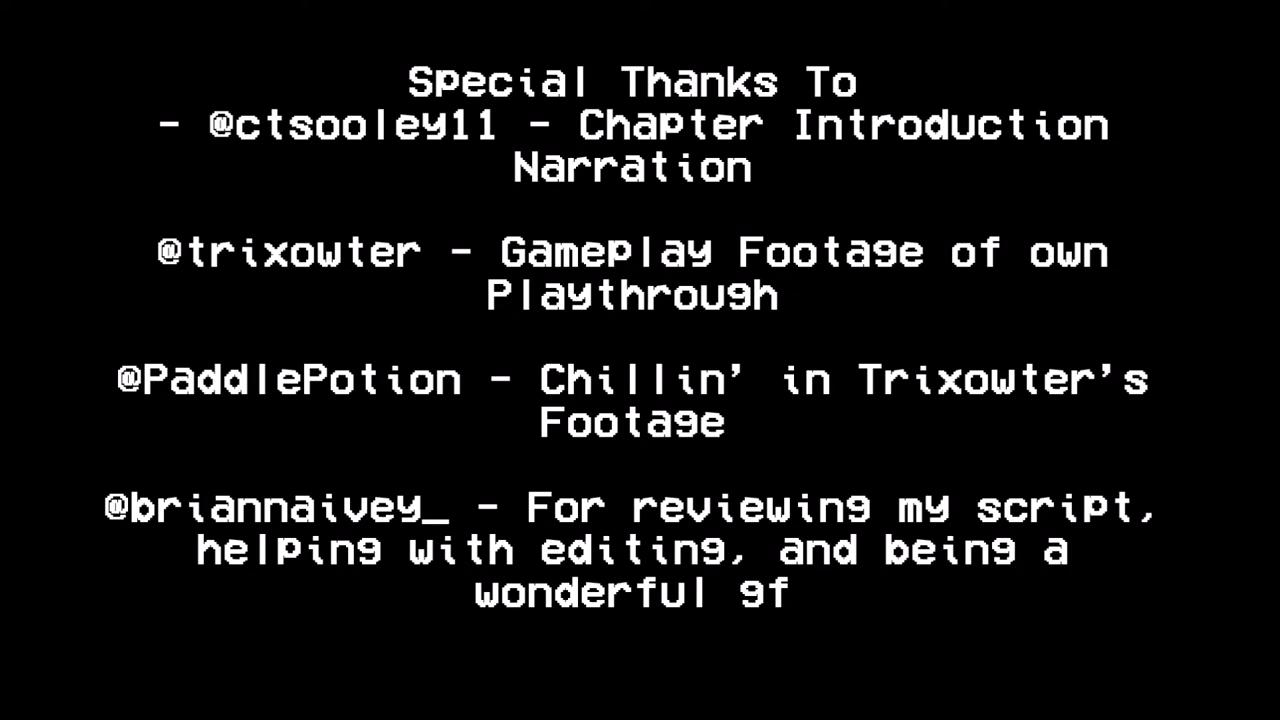 Special Thanks To
- @ctsooley11 - Chapter Introduction
Narration
@trixowter - Gameplay Footage of own
Playthrough
@PaddlePotion - Chillin’ in Trixowter’s
Footage
@briannaivey_ - For reviewing my script,
helping with editing, and being a
wonderful gf